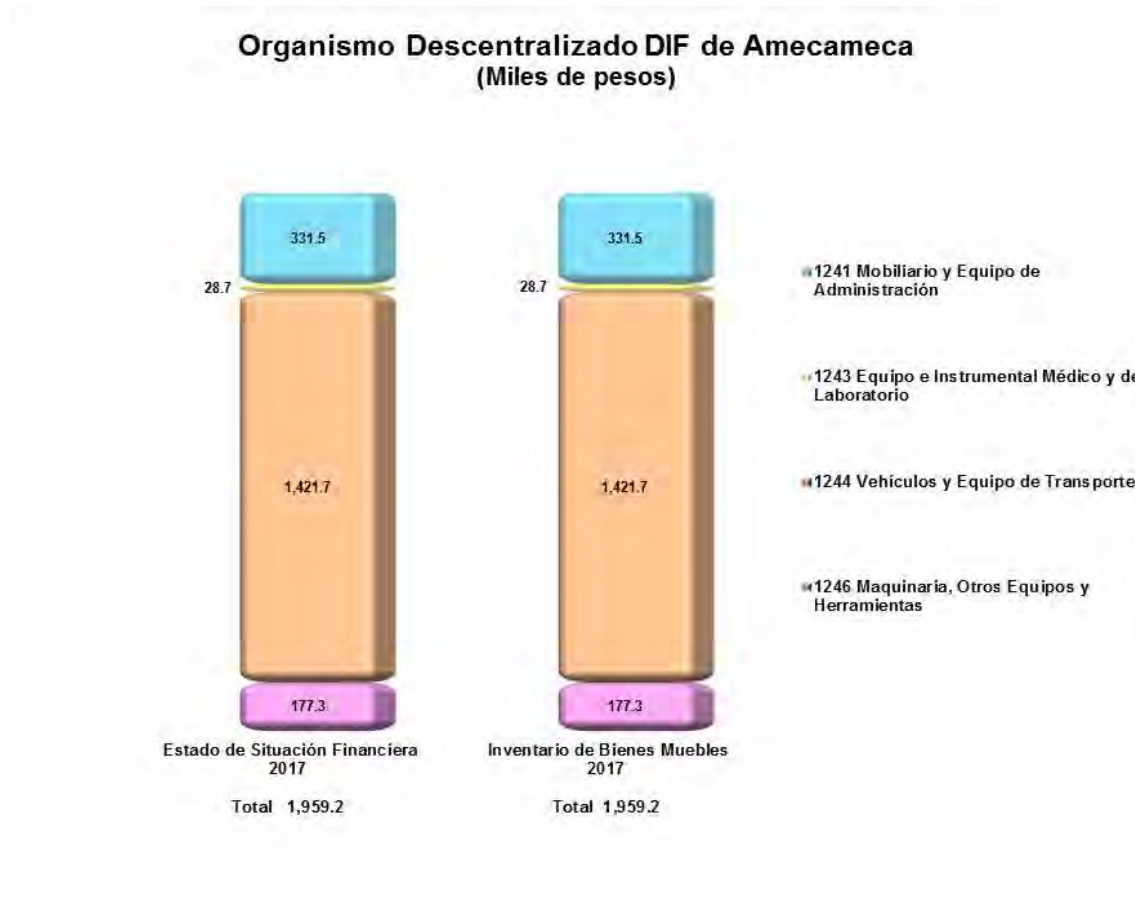 Organismo Descentralizado DIF de Amecameca
(Miles de pesos)
331.5
331.5
28.7
28.7
1,421.7
1,421.7
177.3
177.3
1241 Mobiliario y Equipo de
Administración
1243 Equipo e Instrumental Médico y de
Laboratorio
1244 Vehículos y Equipo de Transporte
1246 Maquinaria, Otros Equipos y
Herramientas
Estado de Situación Financiera
2017
Total 1,959.2
Inventario de Bienes Muebles
2017
Total 1,959.2